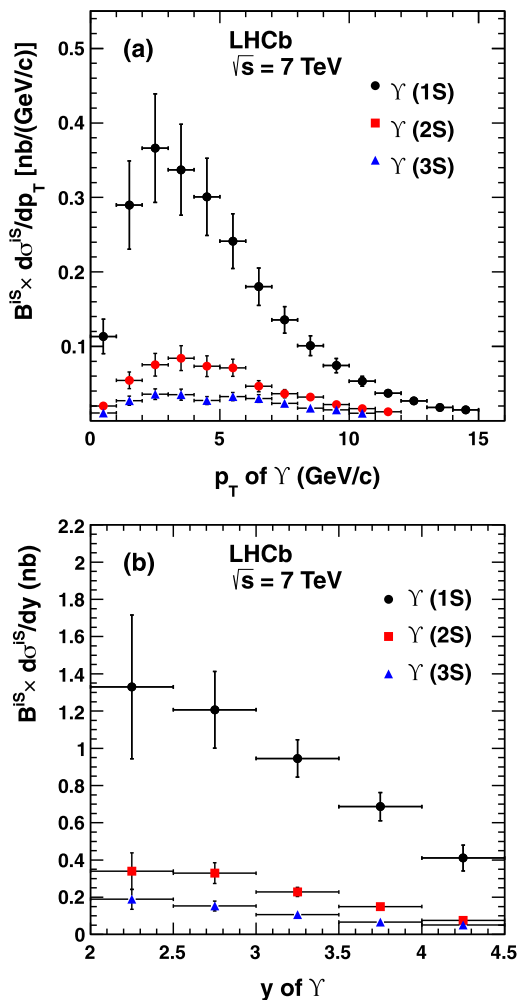 (a)
LHCb
√s = 7 TeV
ϒ (1S)
ϒ (2S)
ϒ (3S)
B^iS × dσ^iS/dp_T [nb/(GeV/c)]
0.5
0.4
0.3
0.2
0.1
0 5 10 15
p_T of ϒ (GeV/c)
(b)
LHCb
√s = 7 TeV
ϒ (1S)
ϒ (2S)
ϒ (3S)
B^iS × dσ^iS/dy (nb)
2.2
2
1.8
1.6
1.4
1.2
1
0.8
0.6
0.4
0.2
0
2 2.5 3 3.5 4 4.5
y of ϒ